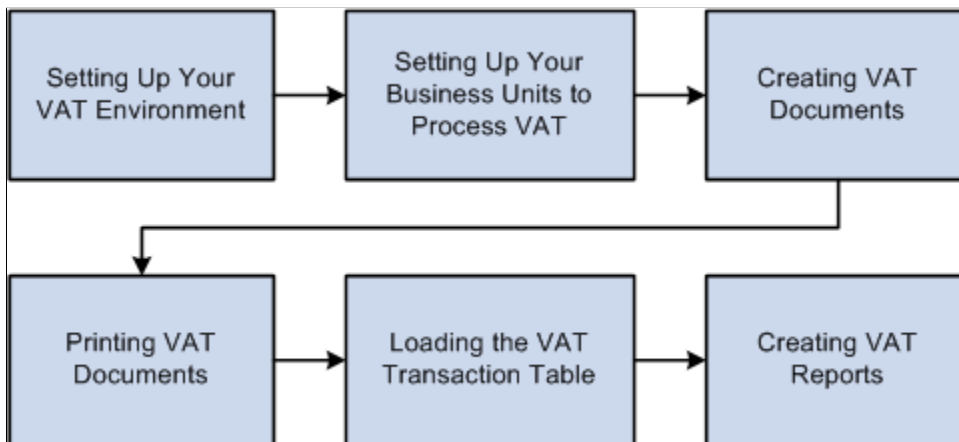 Setting Up Your
VAT Environment
Setting Up Your
Business Units to
Process VAT
Creating VAT
Documents
Printing VAT
Documents
Loading the VAT
Transaction Table
Creating VAT
Reports